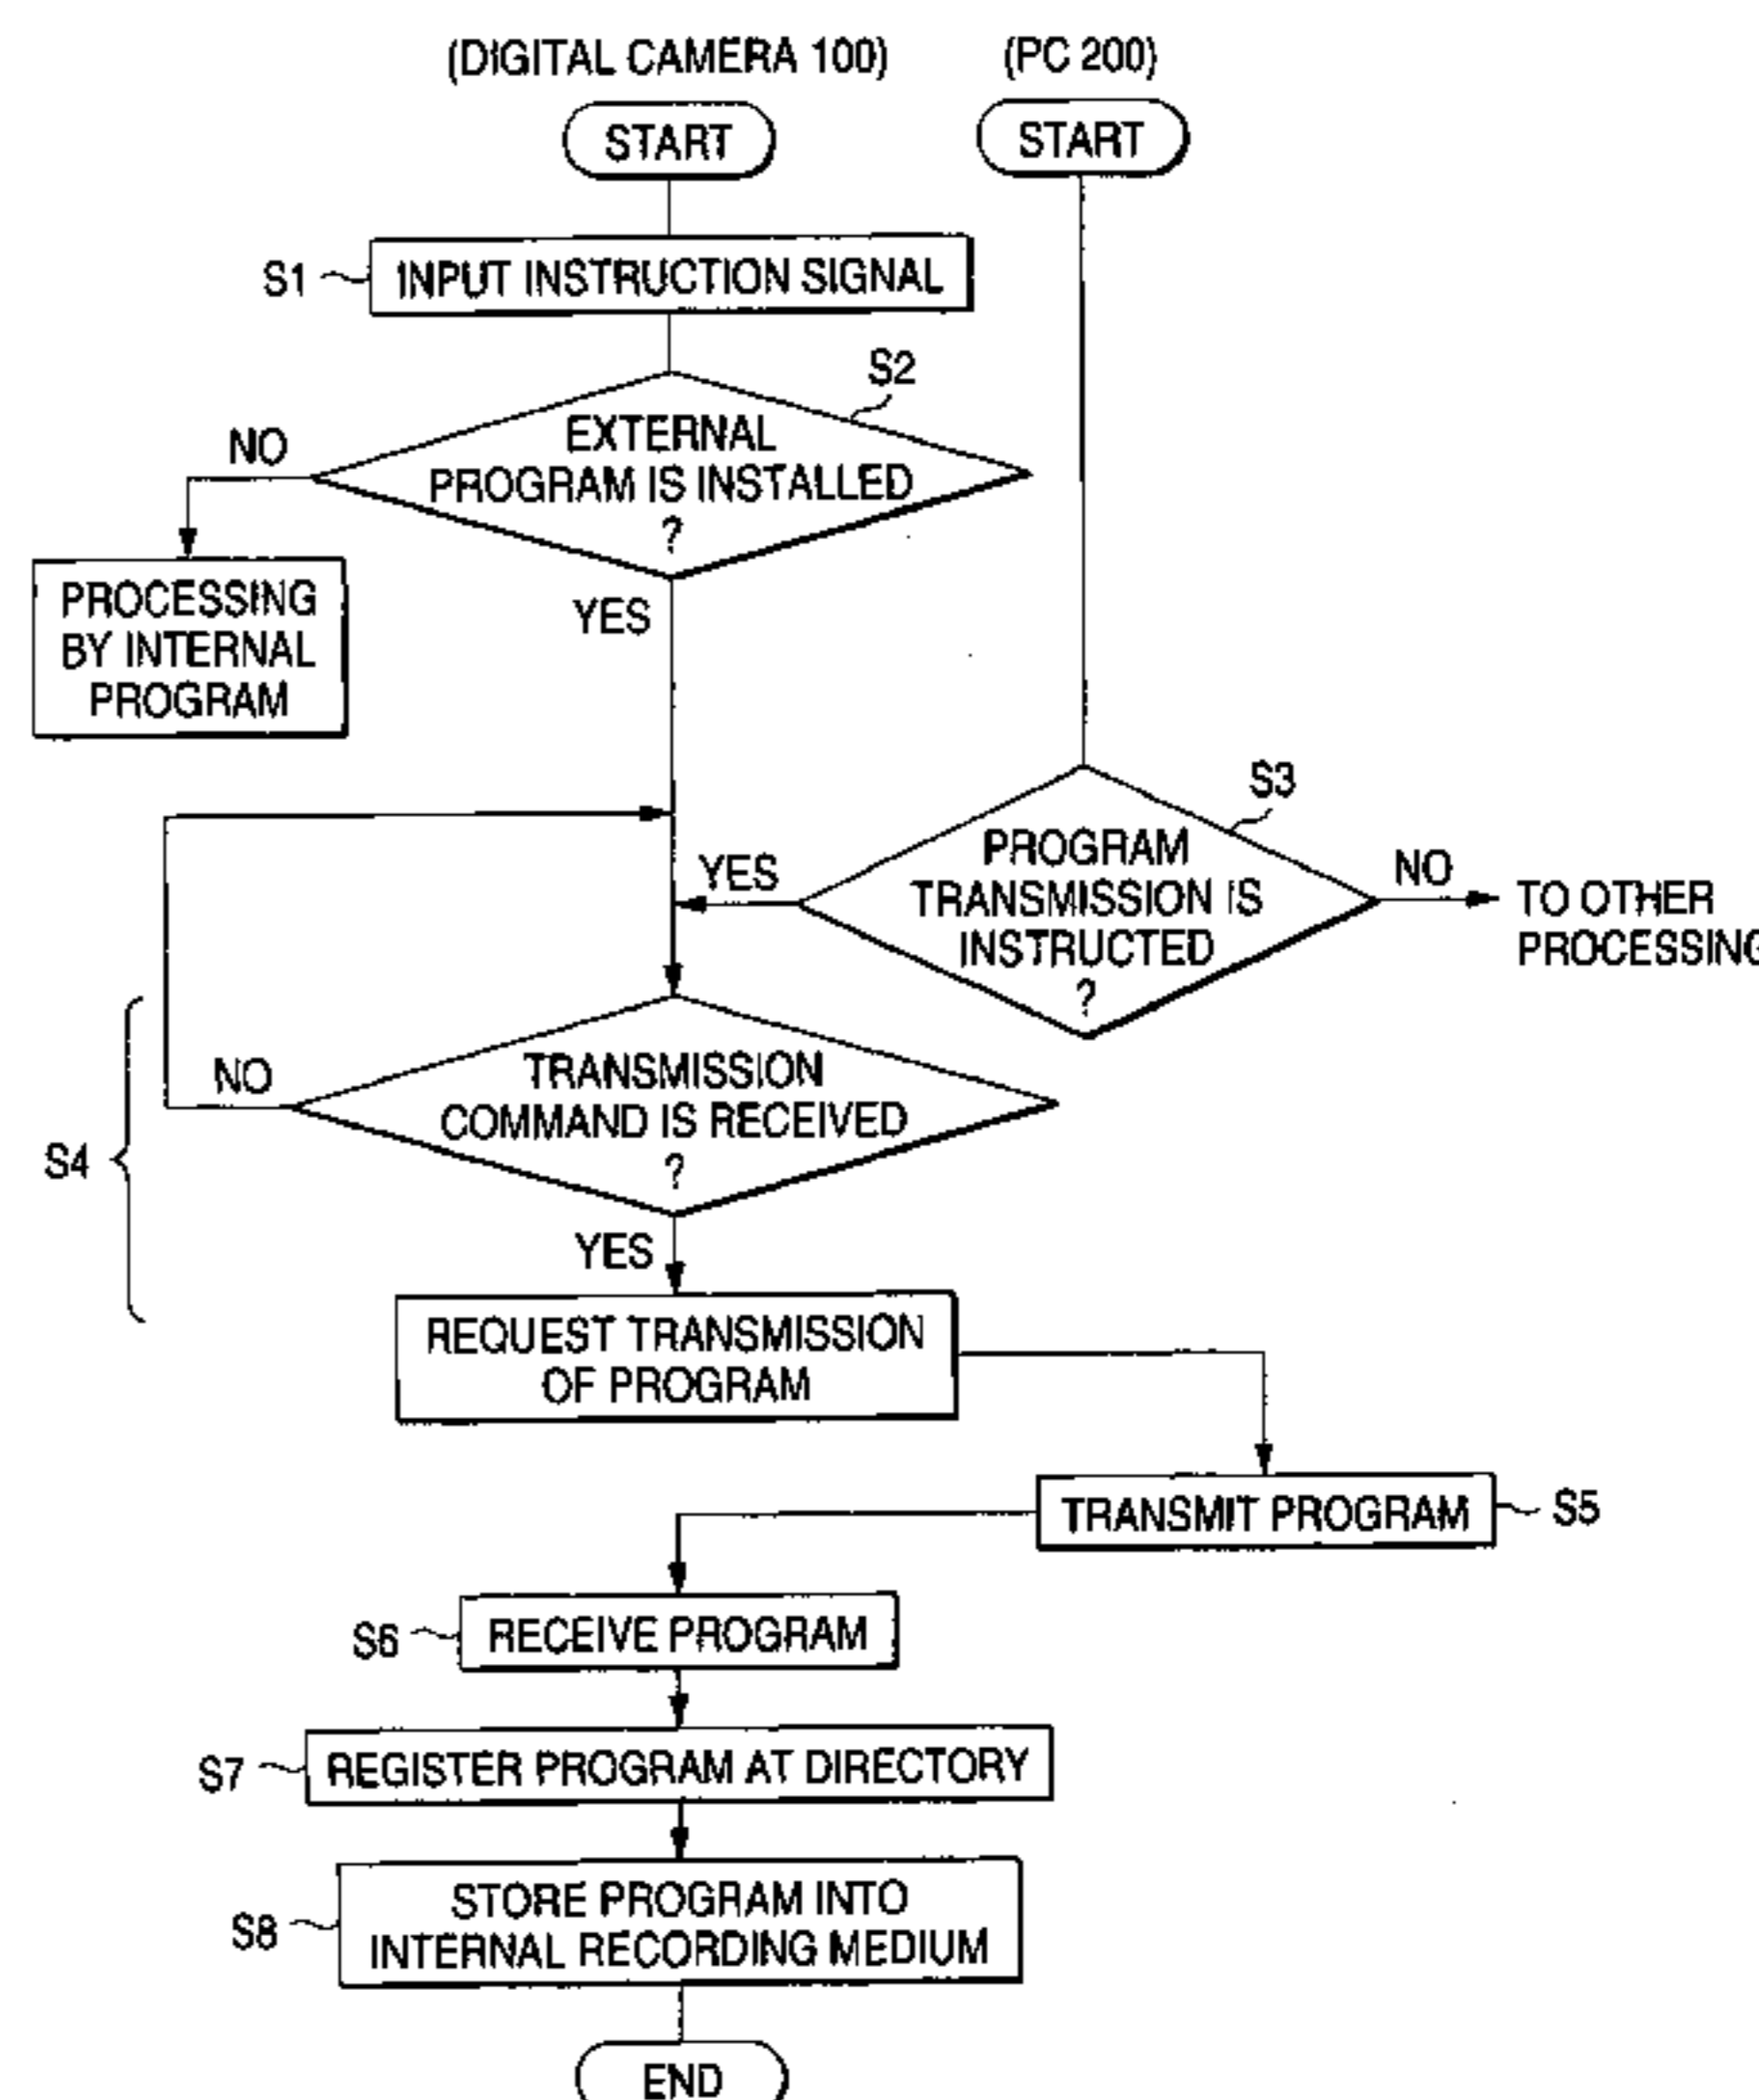 (DIGITAL CAMERA 100)
(PC 200)
START
START
S1
INPUT INSTRUCTION SIGNAL
S2
EXTERNAL
PROGRAM IS INSTALLED
?
NO
YES
PROCESSING
BY INTERNAL
PROGRAM
S3
PROGRAM
TRANSMISSION IS
INSTRUCTED
?
YES
NO
TO OTHER
PROCESSING
S4
TRANSMISSION
COMMAND IS RECEIVED
?
NO
YES
REQUEST TRANSMISSION
OF PROGRAM
TRANSMIT PROGRAM
S5
S6
RECEIVE PROGRAM
S7
REGISTER PROGRAM AT DIRECTORY
S8
STORE PROGRAM INTO
INTERNAL RECORDING MEDIUM
END